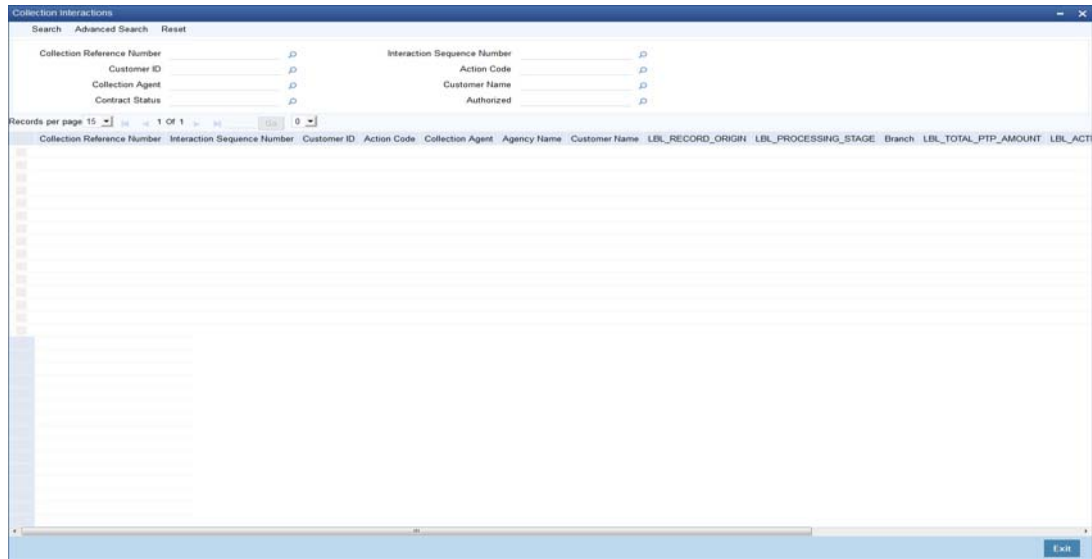 Collection Interactions
Search Advanced Search Reset
Collection Reference Number Interaction Sequence Number
Customer ID Action Code
Collection Agent Customer Name
Contract Status Authorized
Records per page 15 1 Of 1 Go 0
Collection Reference Number Interaction Sequence Number Customer ID Action Code Collection Agent Agency Name Customer Name LBL_RECORD_ORIGIN LBL_PROCESSING_STAGE Branch LBL_TOTAL_PTP_AMOUNT LBL_ACTI
Exit